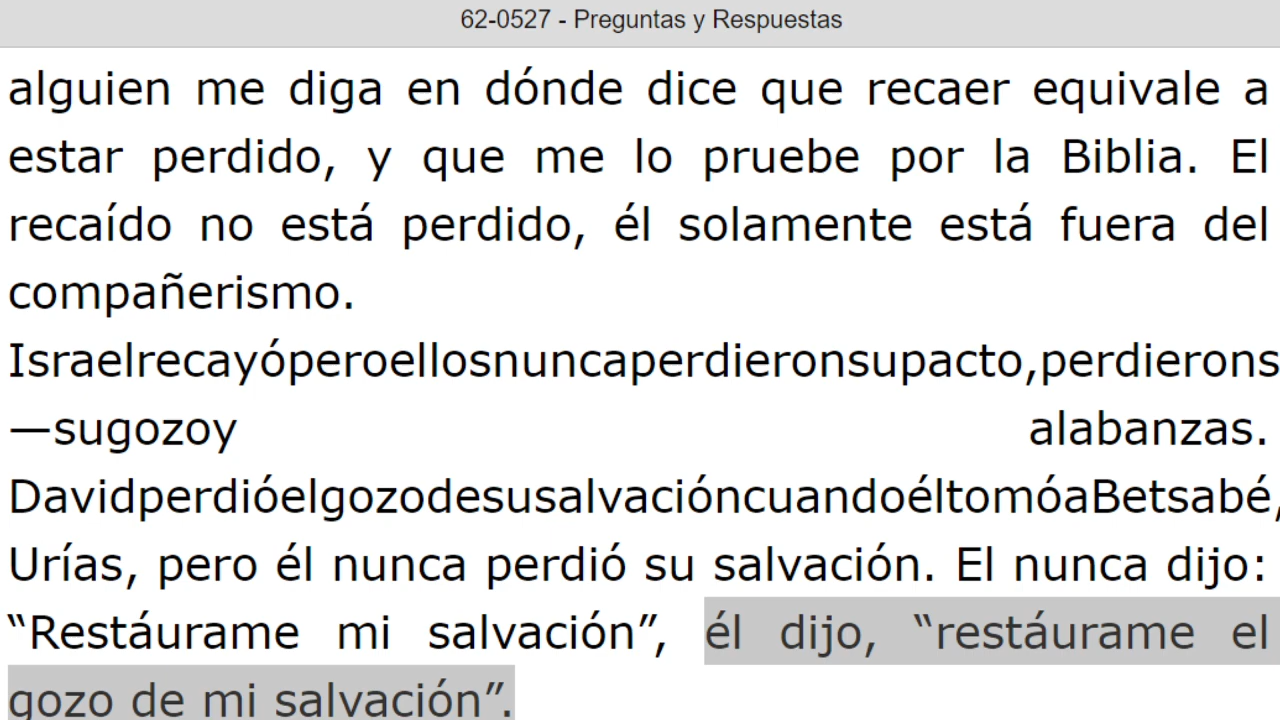 62-0527 - Preguntas y Respuestas
alguien me diga en dónde dice que recaer equivale a
estar perdido, y que me lo pruebe por la Biblia. El
recaído no está perdido, él solamente está fuera del
compañerismo.
Israelrecayóperoellosnuncaperdieronsupacto,perdierons
—sugozoy alabanzas.
DavidperdióelgozodesusalvacióncuandoéltomóaBetsabé,
Urías, pero él nunca perdió su salvación. El nunca dijo:
“Restáurame mi salvación”, él dijo, “restáurame el
gozo de mi salvación”.